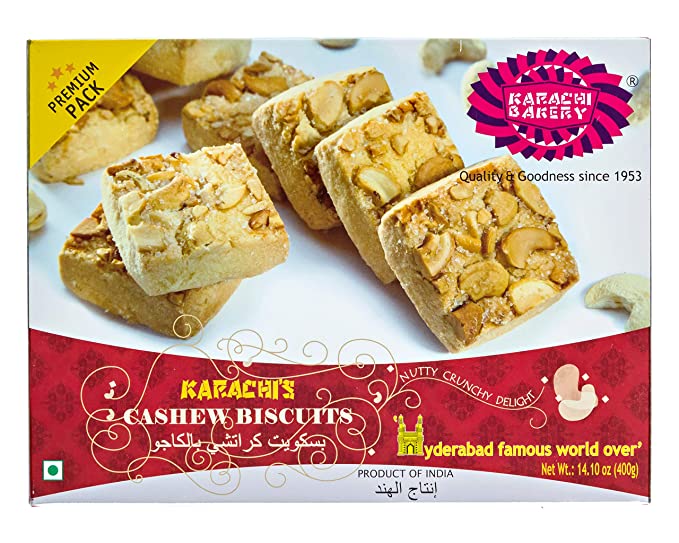 PREMIUM
PACK
KARACHI
BAKERY
®
Quality & Goodness since 1953
KARACHI'S
CASHEW BISCUITS
بسكويت كراتشي بالكاجو
NUTTY CRUNCHY DELIGHT
'Hyderabad famous world over'
Net Wt.: 14.10 oz (400g)
PRODUCT OF INDIA
إنتاج الهند